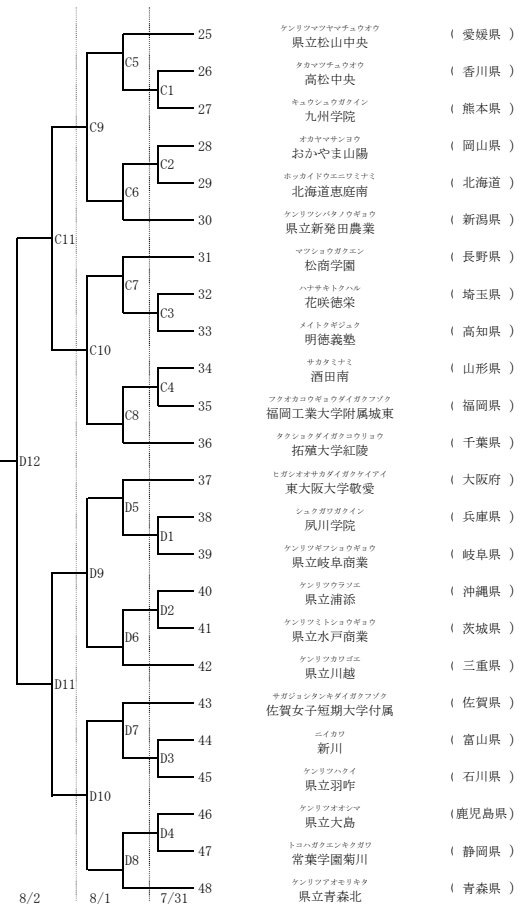 ケンリツマツヤマチュウオウ
25 県立松山中央 ( 愛媛県 )
タカマツチュウオウ
C5
26 高松中央 ( 香川県 )
C1
キュウシュウガクイン
27 九州学院 ( 熊本県 )
C9
オカヤマサンヨウ
28 おかやま山陽 ( 岡山県 )
C2
ホッカイドウエニワミナミ
29 北海道恵庭南 ( 北海道 )
C6
ケンリツシバタノウギョウ
30 県立新発田農業 ( 新潟県 )
C11
マツショウガクエン
31 松商学園 ( 長野県 )
C7
ハナサキトクハル
32 花咲徳栄 ( 埼玉県 )
C3
メイトクギジュク
33 明徳義塾 ( 高知県 )
C10
サカタミナミ
34 酒田南 ( 山形県 )
C4
フクオカコウギョウダイガクフゾク
35 福岡工業大学附属城東 ( 福岡県 )
C8
タクショクダイガクコウリョウ
36 拓殖大学紅陵 ( 千葉県 )
D12
ヒガシオオサカダイガクケイアイ
37 東大阪大学敬愛 ( 大阪府 )
D5
シュクガワガクイン
38 夙川学院 ( 兵庫県 )
D1
ケンリツギフショウギョウ
39 県立岐阜商業 ( 岐阜県 )
D9
ケンリツウラソエ
40 県立浦添 ( 沖縄県 )
D2
ケンリツミトショウギョウ
41 県立水戸商業 ( 茨城県 )
D6
ケンリツカワゴエ
42 県立川越 ( 三重県 )
D11
サガジョシタンキダイガクフゾク
43 佐賀女子短期大学付属 ( 佐賀県 )
D7
ニイカワ
44 新川 ( 富山県 )
D3
ケンリツハクイ
45 県立羽咋 ( 石川県 )
D10
ケンリツオオシマ
46 県立大島 (鹿児島県)
D4
トコハガクエンキクガワ
47 常葉学園菊川 ( 静岡県 )
D8
ケンリツアオモリキタ
48 県立青森北 ( 青森県 )
8/2 8/1 7/31